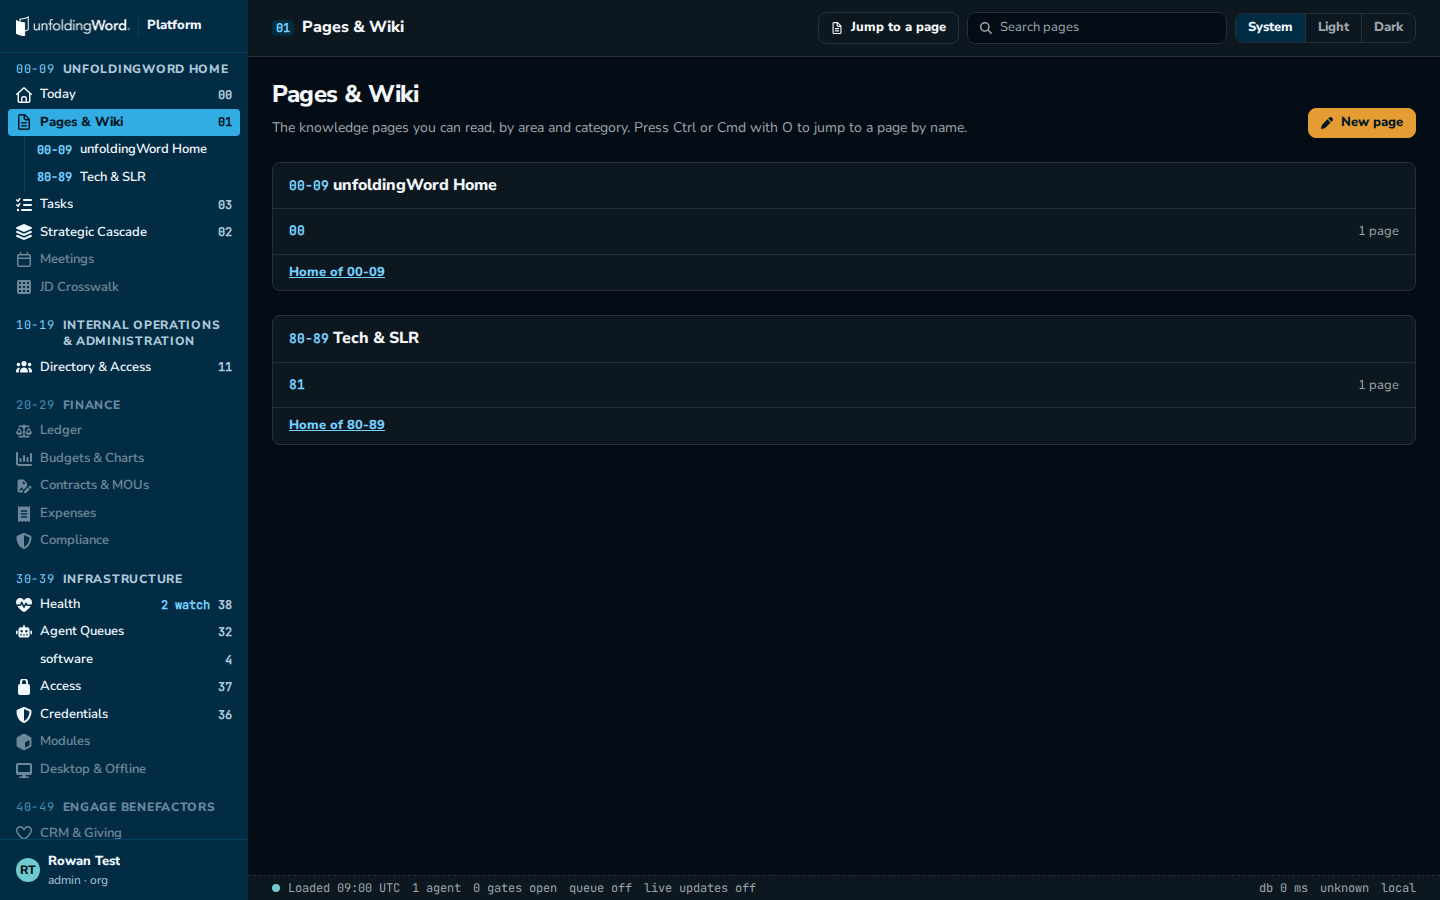 unfoldingWord® Platform
00-09 UNFOLDINGWORD HOME
Today 00
Pages & Wiki 01
00-09 unfoldingWord Home
80-89 Tech & SLR
Tasks 03
Strategic Cascade 02
Meetings
JD Crosswalk
10-19 INTERNAL OPERATIONS
& ADMINISTRATION
Directory & Access 11
20-29 FINANCE
Ledger
Budgets & Charts
Contracts & MOUs
Expenses
Compliance
30-39 INFRASTRUCTURE
Health 2 watch 38
Agent Queues 32
software 4
Access 37
Credentials 36
Modules
Desktop & Offline
40-49 ENGAGE BENEFACTORS
CRM & Giving
RT Rowan Test
admin · org
01 Pages & Wiki Jump to a page Search pages System Light Dark
Pages & Wiki
The knowledge pages you can read, by area and category. Press Ctrl or Cmd with O to jump to a page by name.
New page
00-09 unfoldingWord Home
00 1 page
Home of 00-09
80-89 Tech & SLR
81 1 page
Home of 80-89
Loaded 09:00 UTC 1 agent 0 gates open queue off live updates off db 0 ms unknown local